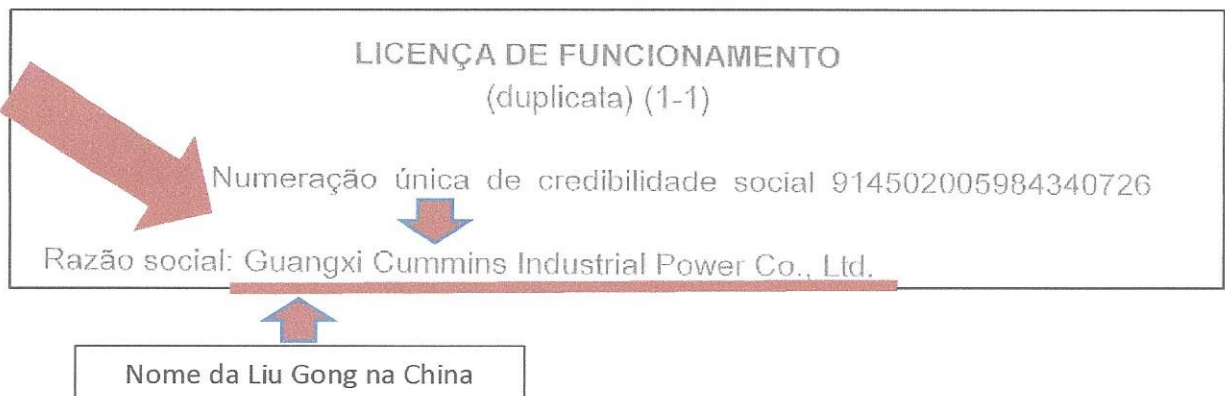 LICENÇA DE FUNCIONAMENTO
(duplicata) (1-1)
Numeração única de credibilidade social 914502005984340726
Razão social: Guangxi Cummins Industrial Power Co., Ltd.
Nome da Liu Gong na China